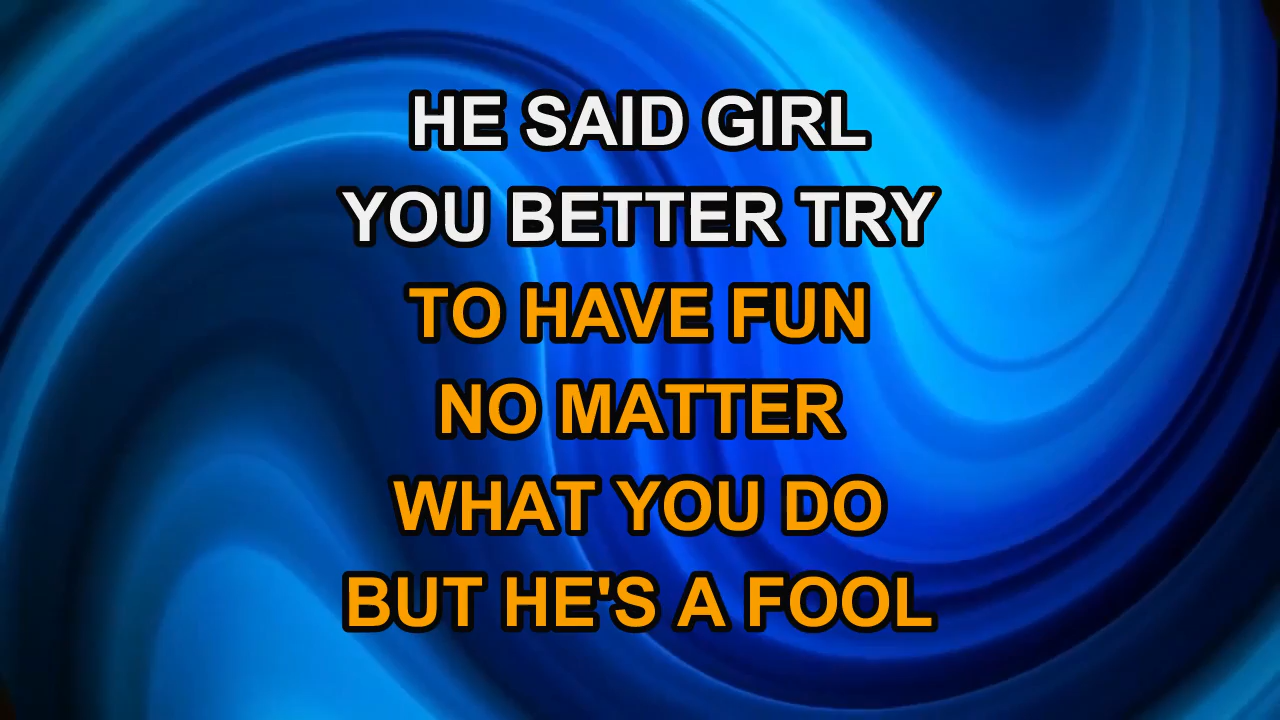 HE SAID GIRL
YOU BETTER TRY
TO HAVE FUN
NO MATTER
WHAT YOU DO
BUT HE'S A FOOL